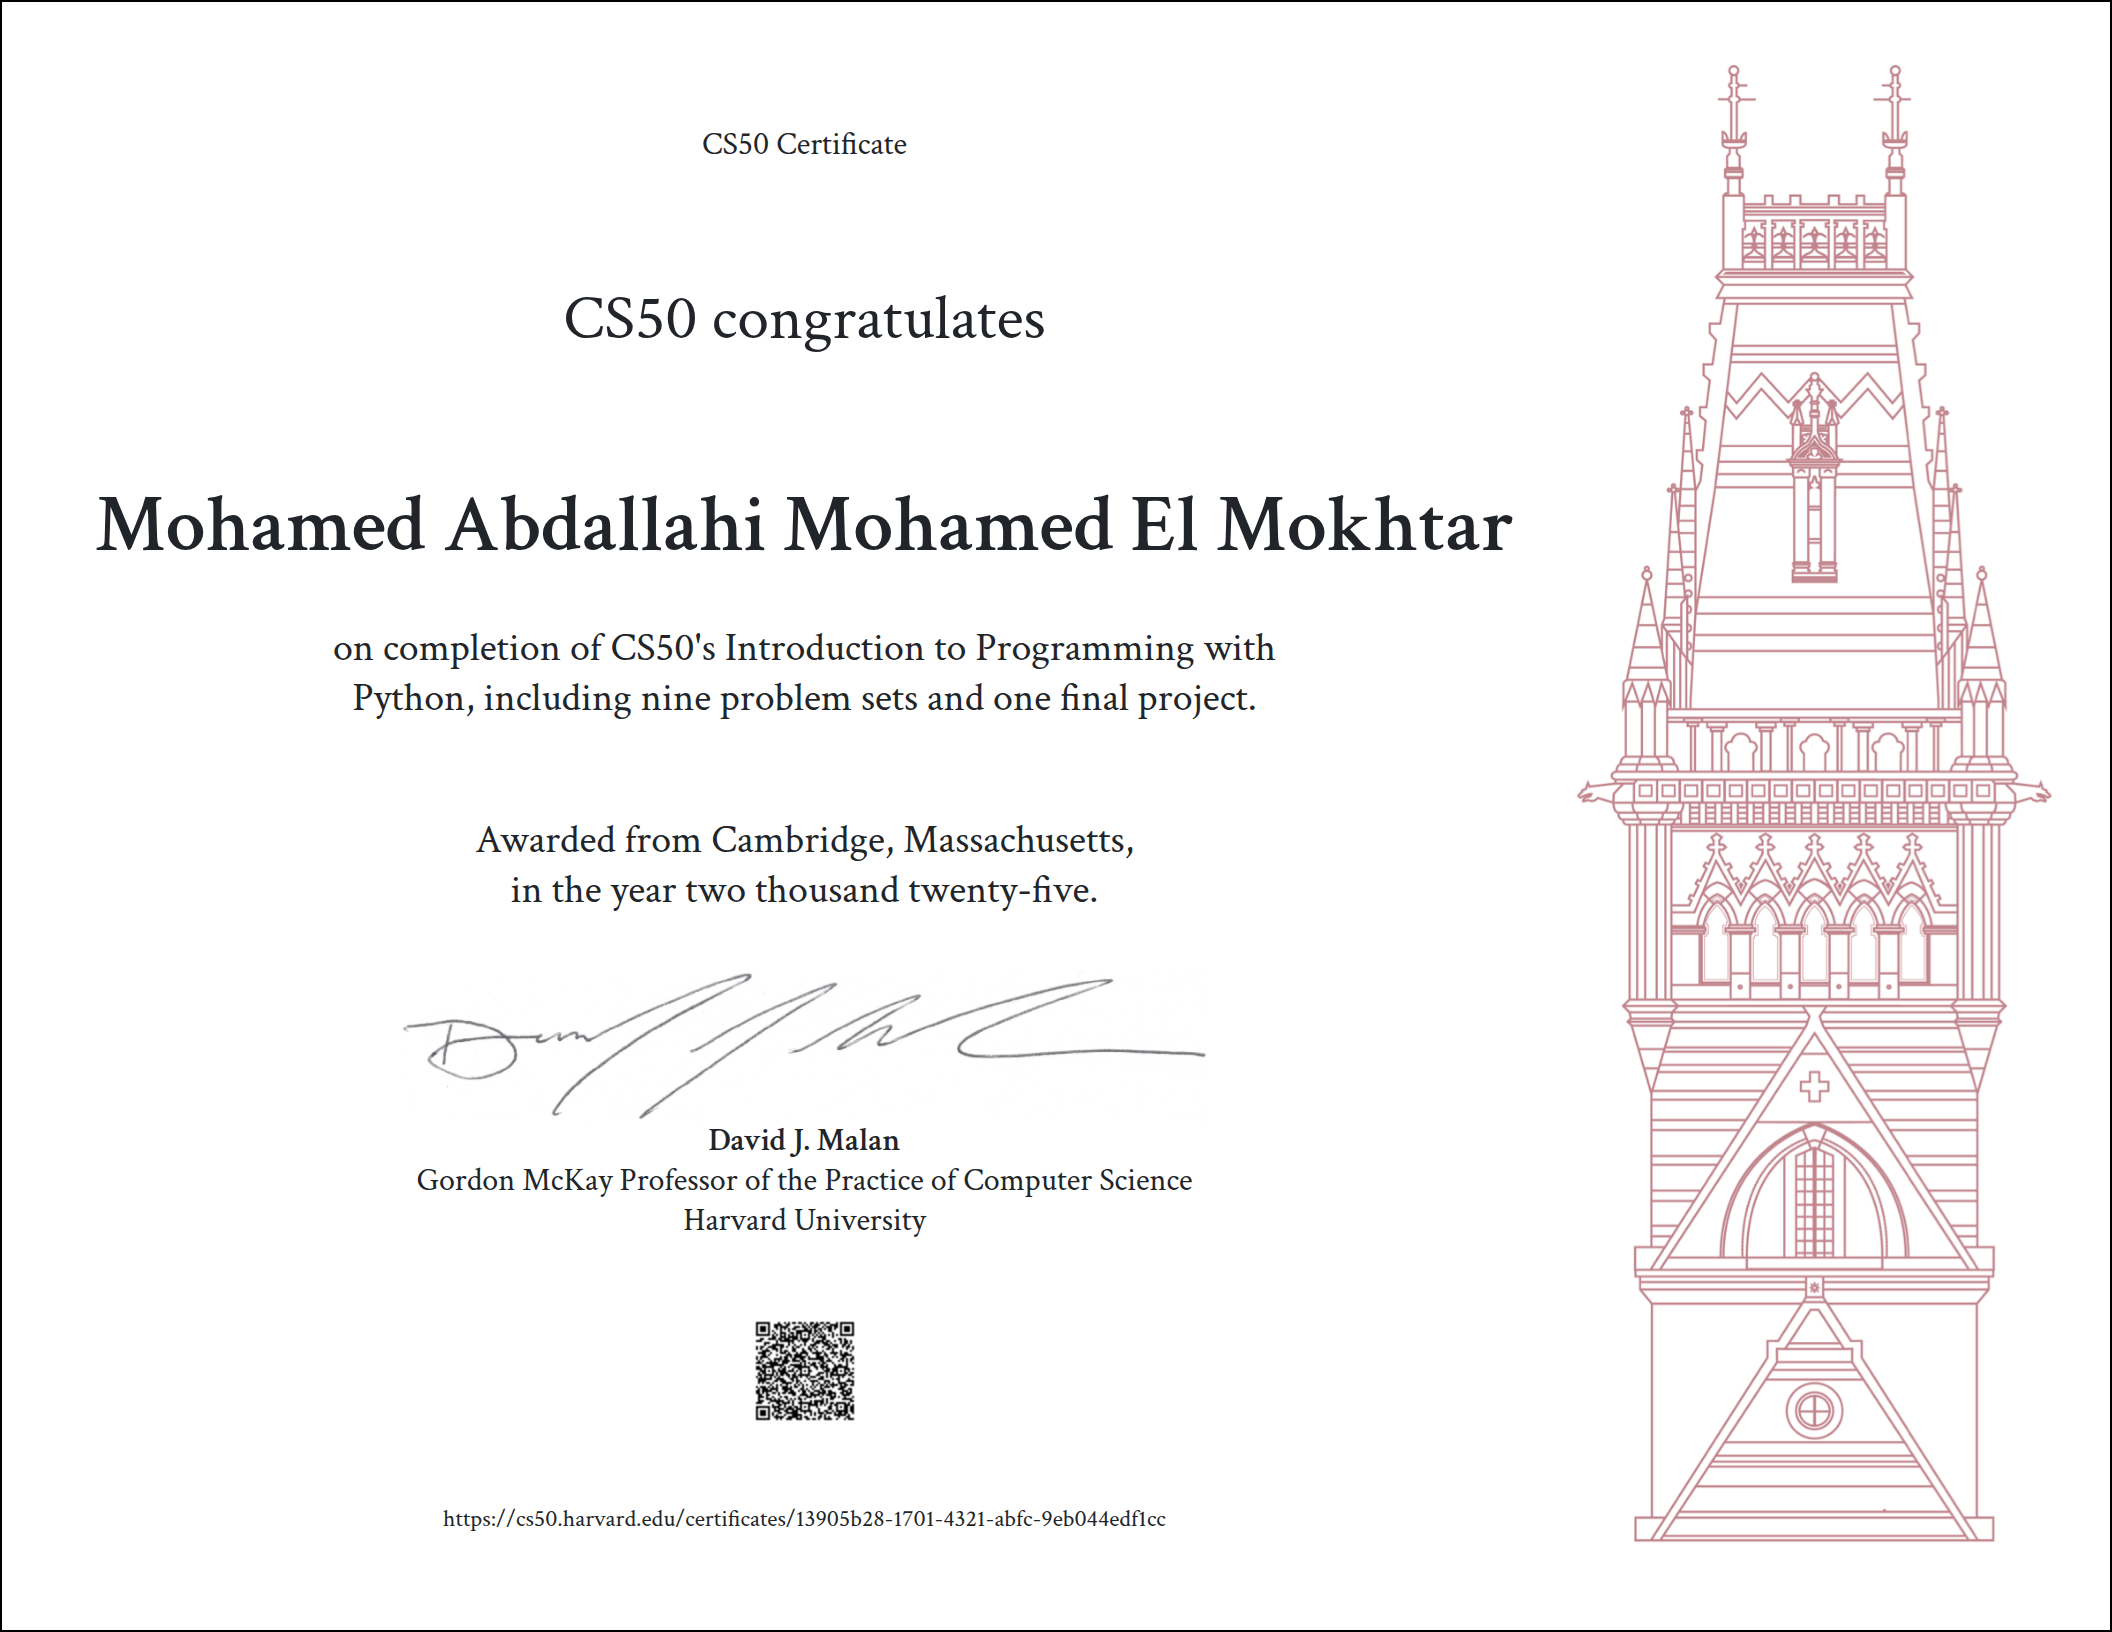 CS50 Certificate
CS50 congratulates
Mohamed Abdallahi Mohamed El Mokhtar
on completion of CS50's Introduction to Programming with
Python, including nine problem sets and one final project.
Awarded from Cambridge, Massachusetts,
in the year two thousand twenty-five.
David J. Malan
Gordon McKay Professor of the Practice of Computer Science
Harvard University
https://cs50.harvard.edu/certificates/13905b28-1701-4321-abfc-9eb044edf1cc